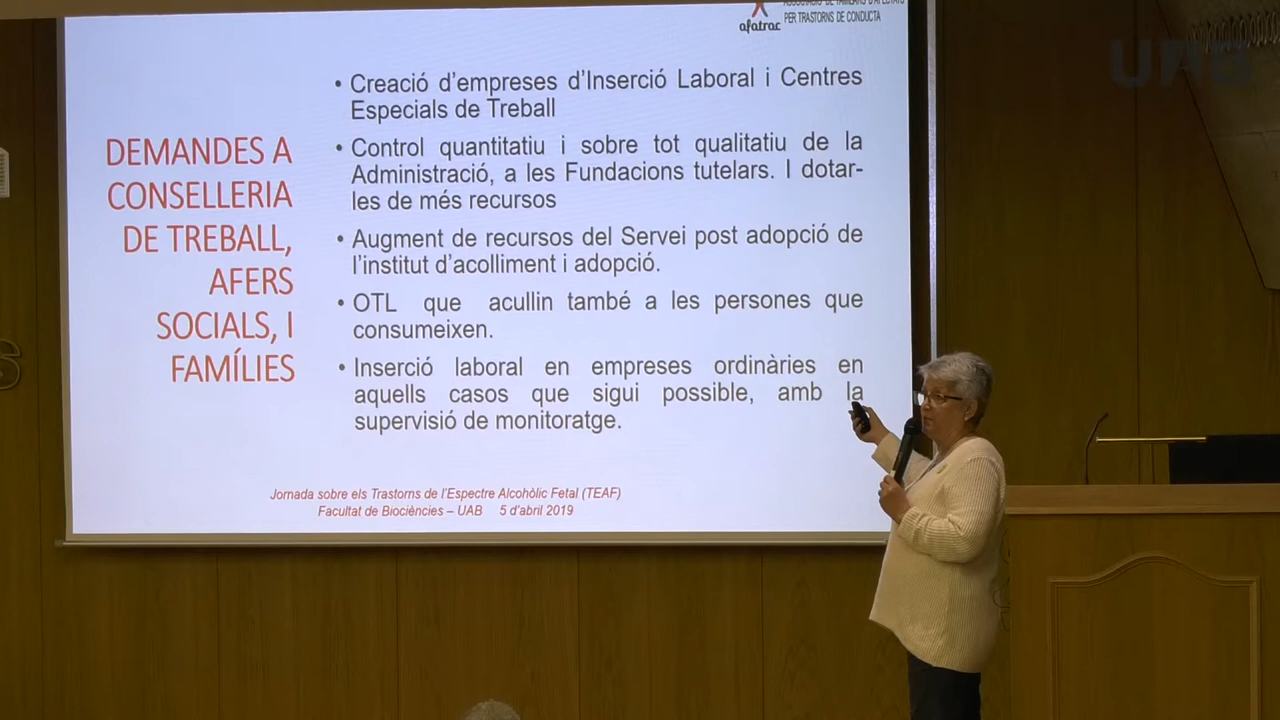 afatrac
PER TRASTORNS DE CONDUCTA
UAB
DEMANDES A
CONSELLERIA
DE TREBALL,
AFERS
SOCIALS, I
FAMÍLIES
• Creació d'empreses d'Inserció Laboral i Centres
Especials de Treball
• Control quantitatiu i sobre tot qualitatiu de la
Administració, a les Fundacions tutelars. I dotar-
les de més recursos
• Augment de recursos del Servei post adopció de
l'institut d'acolliment i adopció.
• OTL que acullin també a les persones que
consumeixen.
• Inserció laboral en empreses ordinàries en
aquells casos que sigui possible, amb la
supervisió de monitoratge.
Jornada sobre els Trastorns de l'Espectre Alcohòlic Fetal (TEAF)
Facultat de Biociències – UAB 5 d'abril 2019